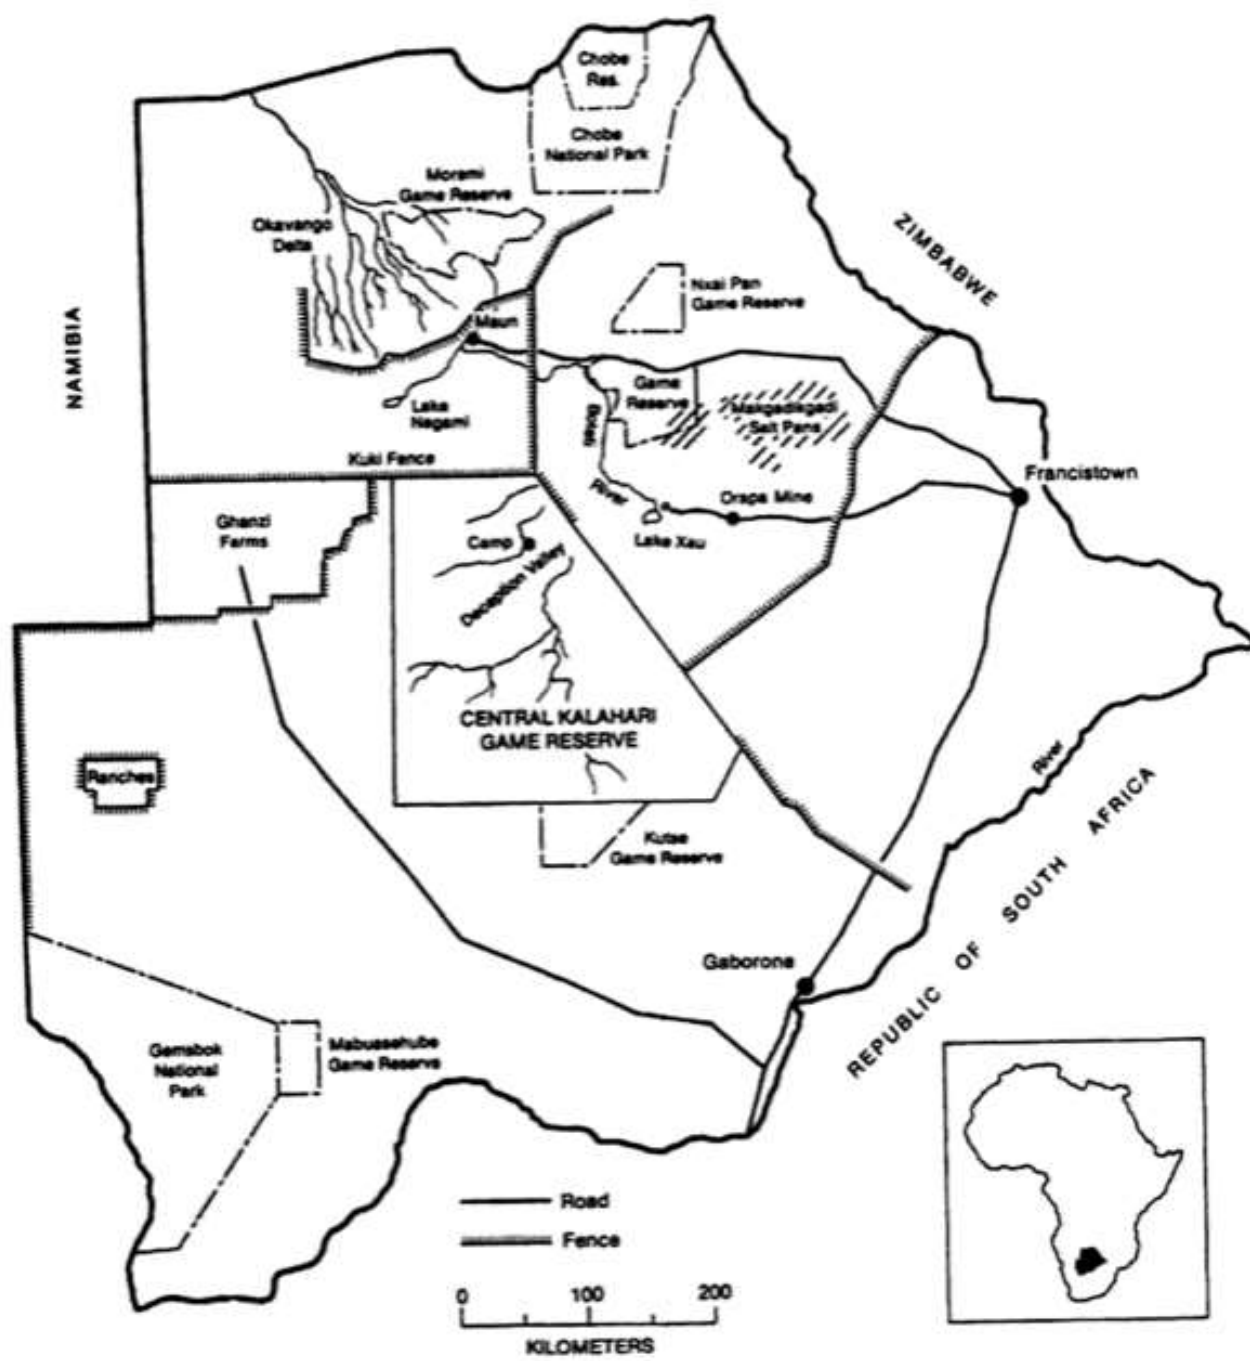 Chobe
Res.
Chobe
National Park
Moremi
Game Reserve
Okavango
Delta
ZIMBABWE
Nxai Pan
Game Reserve
NAMIBIA
Maun
Game
Reserve
Makgadikgadi
Salt Pans
Lake
Nagami
Boteti
River
Kuki Fence
Francistown
Orapa Mine
Ghanzi
Farms
Camp
Lake Xau
Deception Valley
CENTRAL KALAHARI
GAME RESERVE
Ranches
River
Kutse
Game Reserve
REPUBLIC OF SOUTH AFRICA
Gaborone
Gemsbok
National
Park
Mabuasehube
Game Reserve
Road
Fence
0 100 200
KILOMETERS